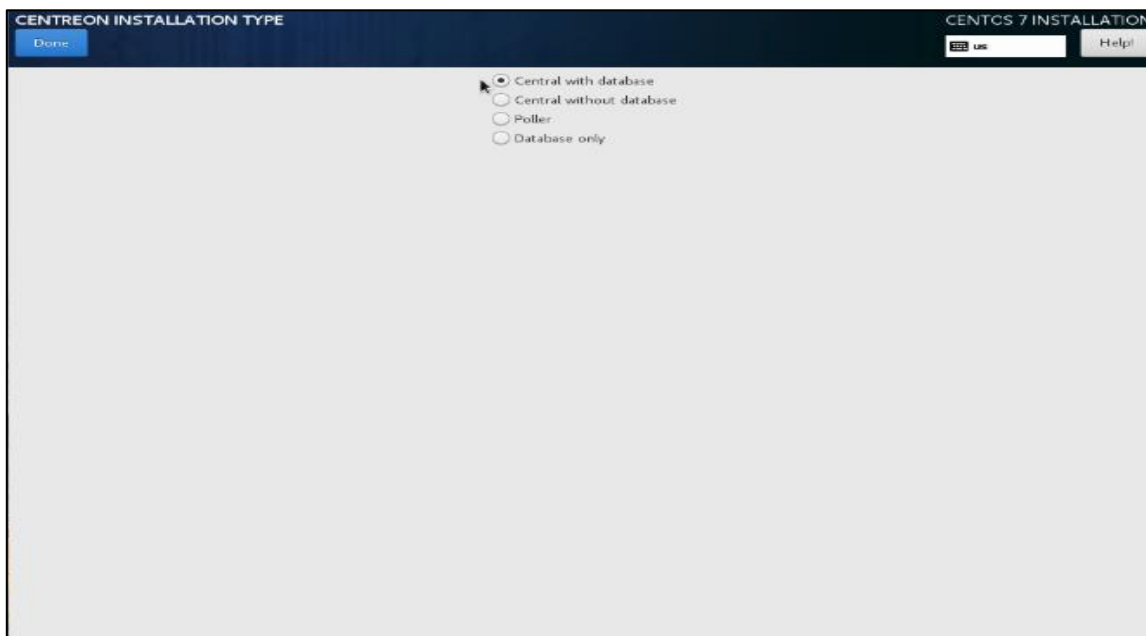 CENTREON INSTALLATION TYPE
Done
CENTOS 7 INSTALLATION
us
Help!
Central with database
Central without database
Poller
Database only